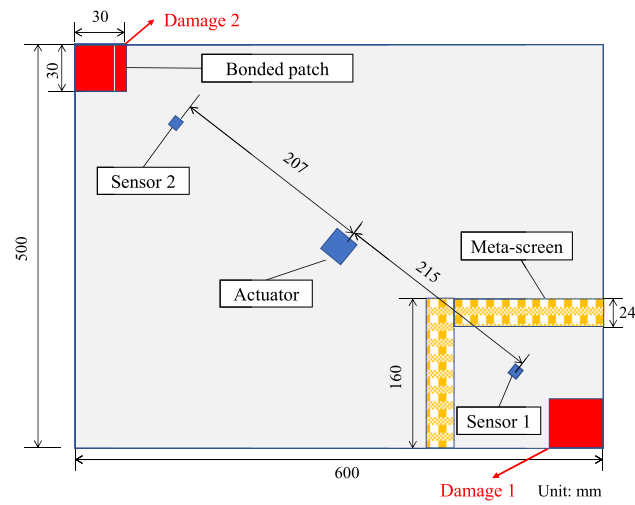 30
Damage 2
30
Bonded patch
Sensor 2
207
500
Meta-screen
215
Actuator
24
160
Sensor 1
600
Damage 1
Unit: mm